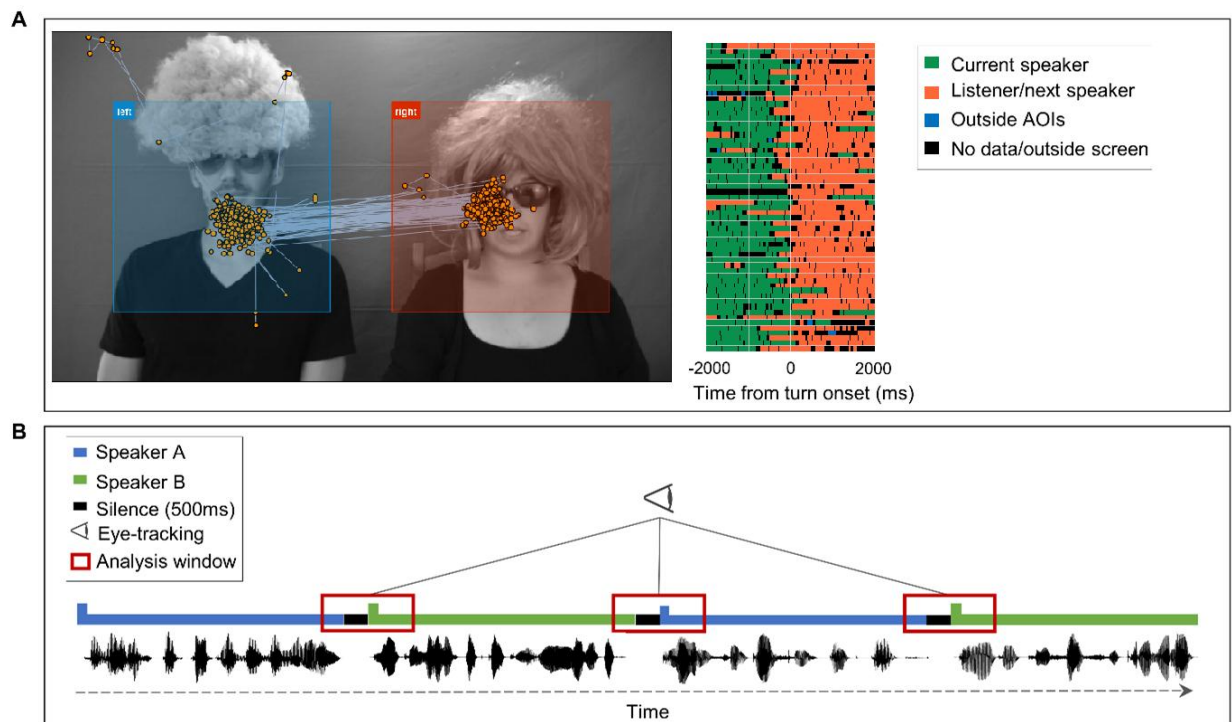 A
left
right
Current speaker
Listener/next speaker
Outside AOIs
No data/outside screen
-2000 0 2000
Time from turn onset (ms)
B
Speaker A
Speaker B
Silence (500ms)
Eye-tracking
Analysis window
Time